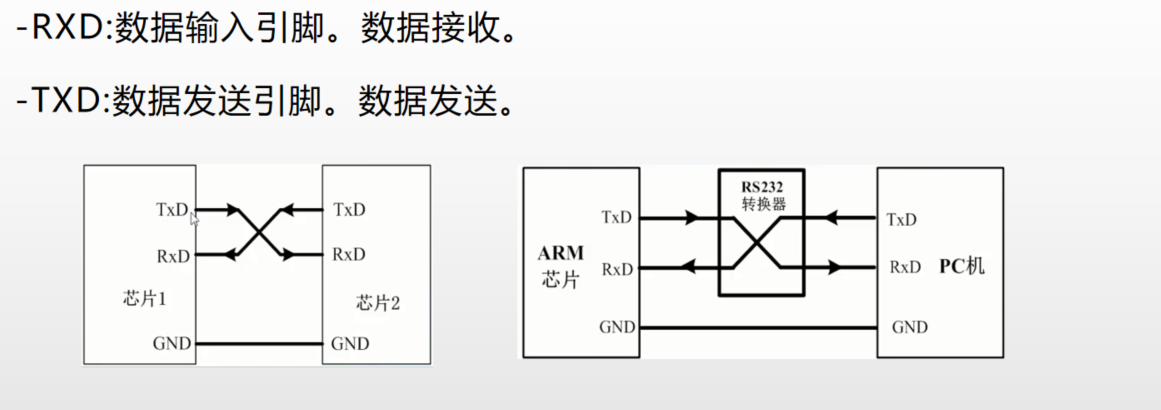 -RXD:数据输入引脚。数据接收。
-TXD:数据发送引脚。数据发送。
TxD
TxD
RxD
RxD
芯片1
芯片2
GND
GND
RS232
转换器
TxD
TxD
ARM
芯片
RxD
RxD
PC机
GND
GND